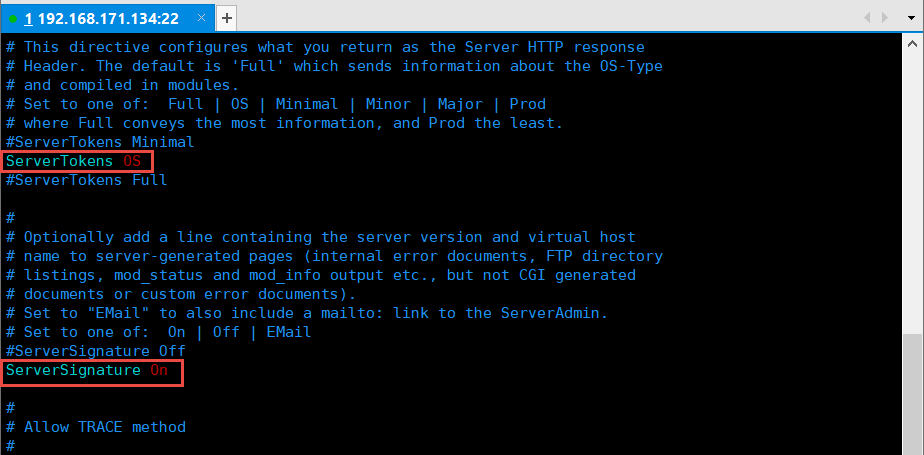 1 192.168.171.134:22 × +
# This directive configures what you return as the Server HTTP response
# Header. The default is 'Full' which sends information about the OS-Type
# and compiled in modules.
# Set to one of:  Full | OS | Minimal | Minor | Major | Prod
# where Full conveys the most information, and Prod the least.
#ServerTokens Minimal
ServerTokens OS
#ServerTokens Full
#
# Optionally add a line containing the server version and virtual host
# name to server-generated pages (internal error documents, FTP directory
# listings, mod_status and mod_info output etc., but not CGI generated
# documents or custom error documents).
# Set to "EMail" to also include a mailto: link to the ServerAdmin.
# Set to one of:  On | Off | EMail
#ServerSignature Off
ServerSignature On
#
# Allow TRACE method
#